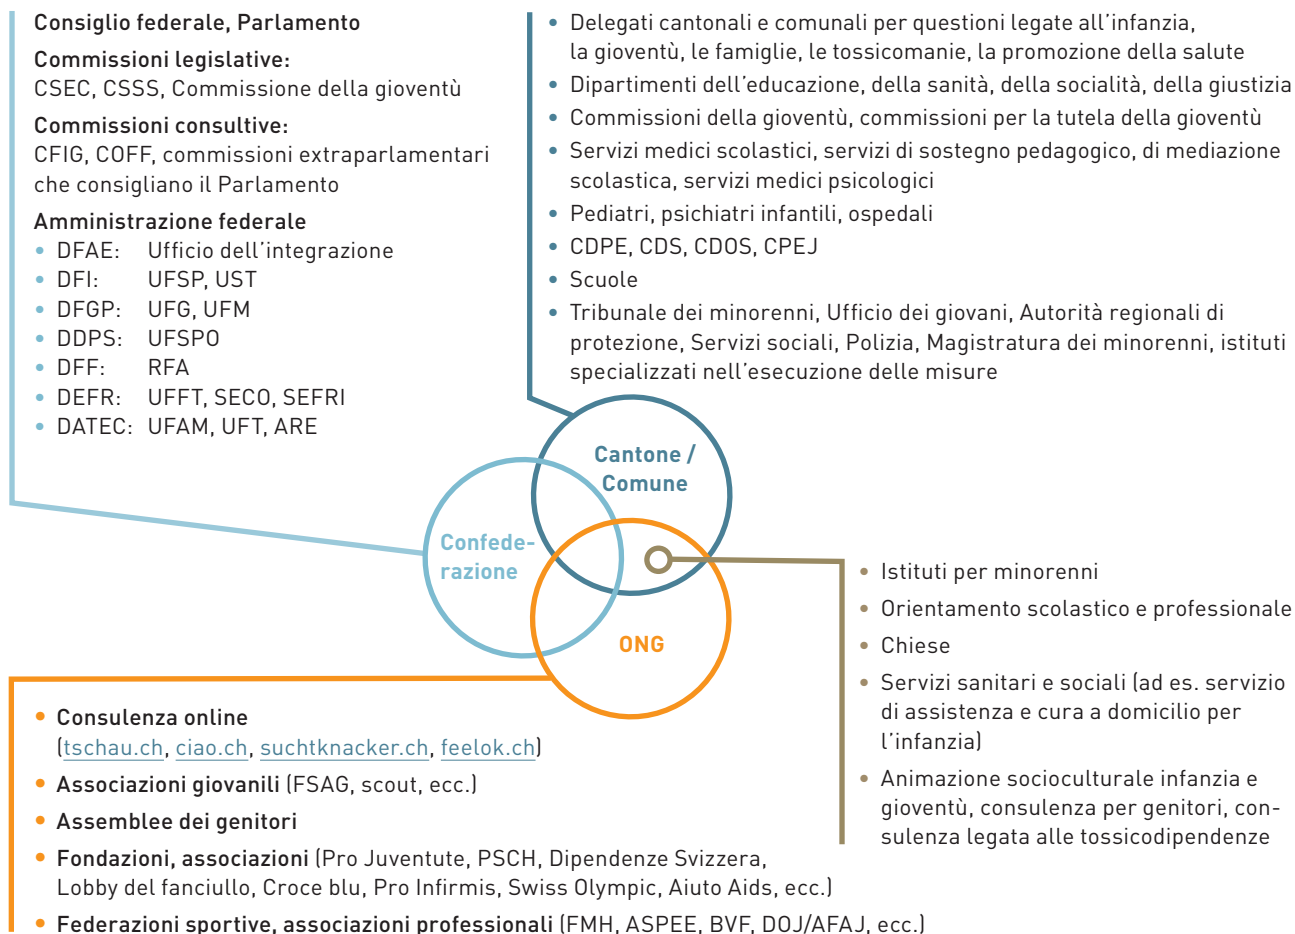 Consiglio federale, Parlamento
Commissioni legislative:
CSEC, CSSS, Commissione della gioventù
Commissioni consultive:
CFIG, COFF, commissioni extraparlamentari
che consigliano il Parlamento
Amministrazione federale
• DFAE: Ufficio dell'integrazione
• DFI: UFSP, UST
• DFGP: UFG, UFM
• DDPS: UFSPO
• DFF: RFA
• DEFR: UFFT, SECO, SEFRI
• DATEC: UFAM, UFT, ARE
• Delegati cantonali e comunali per questioni legate all'infanzia,
la gioventù, le famiglie, le tossicomanie, la promozione della salute
• Dipartimenti dell'educazione, della sanità, della socialità, della giustizia
• Commissioni della gioventù, commissioni per la tutela della gioventù
• Servizi medici scolastici, servizi di sostegno pedagogico, di mediazione
scolastica, servizi medici psicologici
• Pediatri, psichiatri infantili, ospedali
• CDPE, CDS, CDOS, CPEJ
• Scuole
• Tribunale dei minorenni, Ufficio dei giovani, Autorità regionali di
protezione, Servizi sociali, Polizia, Magistratura dei minorenni, istituti
specializzati nell'esecuzione delle misure
Cantone /
Comune
Confede-
razione
ONG
• Istituti per minorenni
• Orientamento scolastico e professionale
• Chiese
• Servizi sanitari e sociali (ad es. servizio
di assistenza e cura a domicilio per
l'infanzia)
• Animazione socioculturale infanzia e
gioventù, consulenza per genitori, con-
sulenza legata alle tossicodipendenze
• Consulenza online
(tschau.ch, ciao.ch, suchtknacker.ch, feelok.ch)
• Associazioni giovanili (FSAG, scout, ecc.)
• Assemblee dei genitori
• Fondazioni, associazioni (Pro Juventute, PSCH, Dipendenze Svizzera,
Lobby del fanciullo, Croce blu, Pro Infirmis, Swiss Olympic, Aiuto Aids, ecc.)
• Federazioni sportive, associazioni professionali (FMH, ASPEE, BVF, DOJ/AFAJ, ecc.)